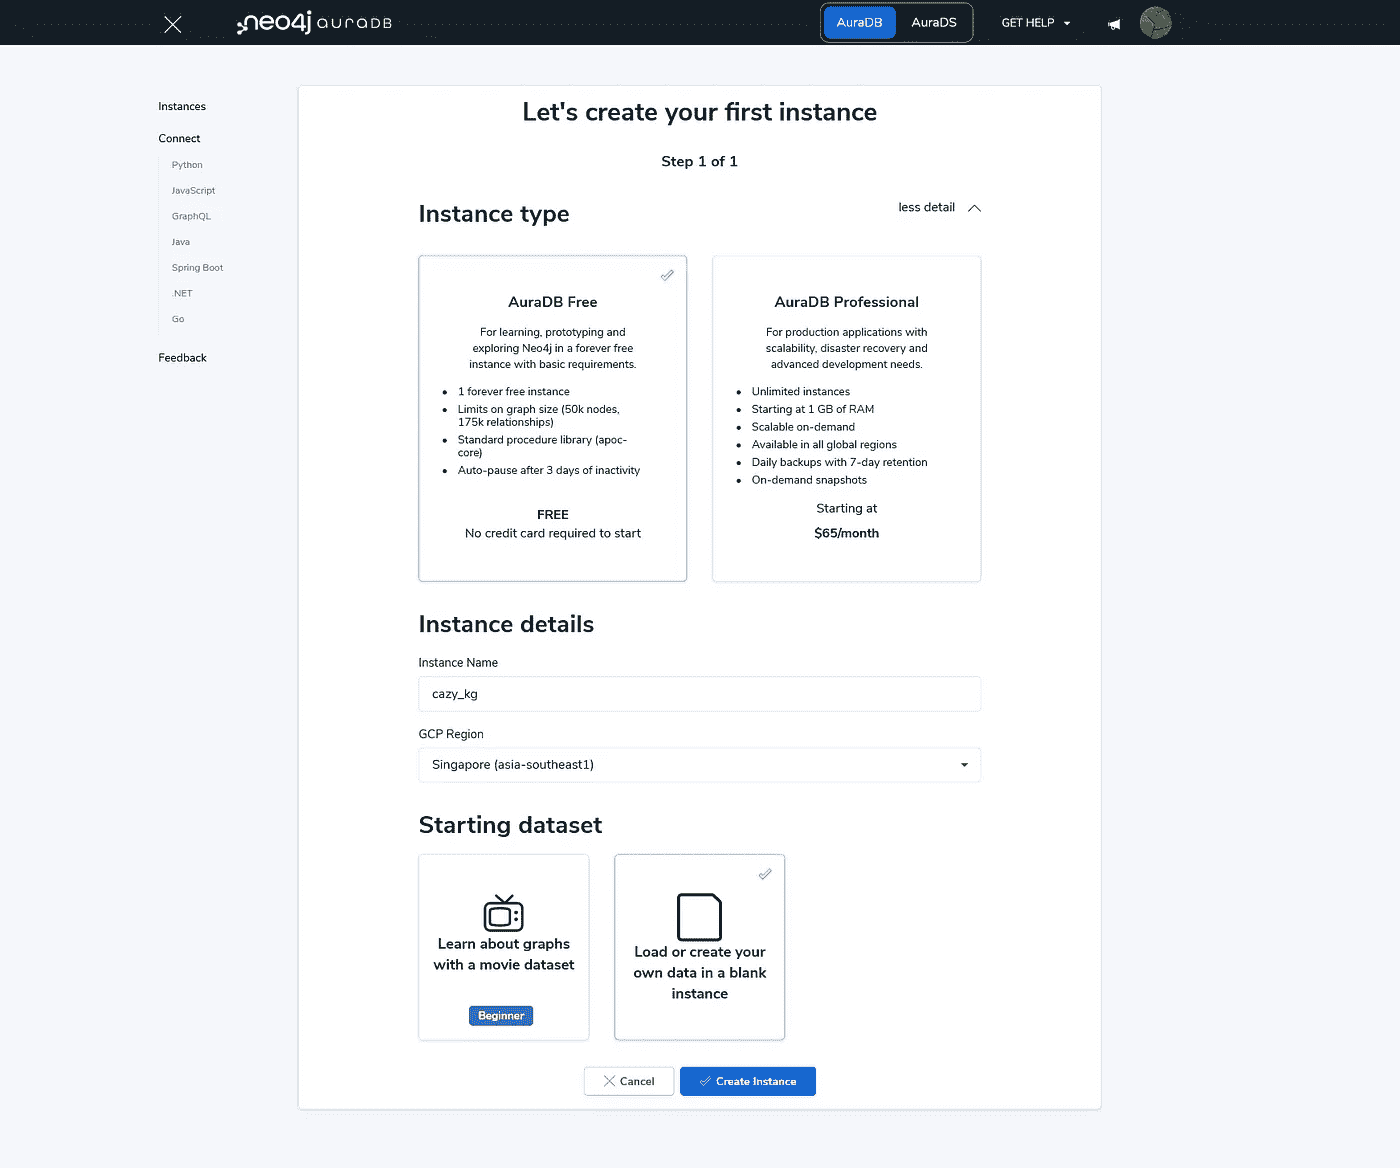 neo4j auraDB
AuraDB
AuraDS
GET HELP
Instances
Connect
Python
JavaScript
GraphQL
Java
Spring Boot
.NET
Go
Feedback
Let's create your first instance
Step 1 of 1
Instance type
less detail
AuraDB Free
For learning, prototyping and
exploring Neo4j in a forever free
instance with basic requirements.
1 forever free instance
Limits on graph size (50k nodes,
175k relationships)
Standard procedure library (apoc-
core)
Auto-pause after 3 days of inactivity
FREE
No credit card required to start
AuraDB Professional
For production applications with
scalability, disaster recovery and
advanced development needs.
Unlimited instances
Starting at 1 GB of RAM
Scalable on-demand
Available in all global regions
Daily backups with 7-day retention
On-demand snapshots
Starting at
$65/month
Instance details
Instance Name
cazy_kg
GCP Region
Singapore (asia-southeast1)
Starting dataset
Learn about graphs
with a movie dataset
Beginner
Load or create your
own data in a blank
instance
Cancel
Create Instance